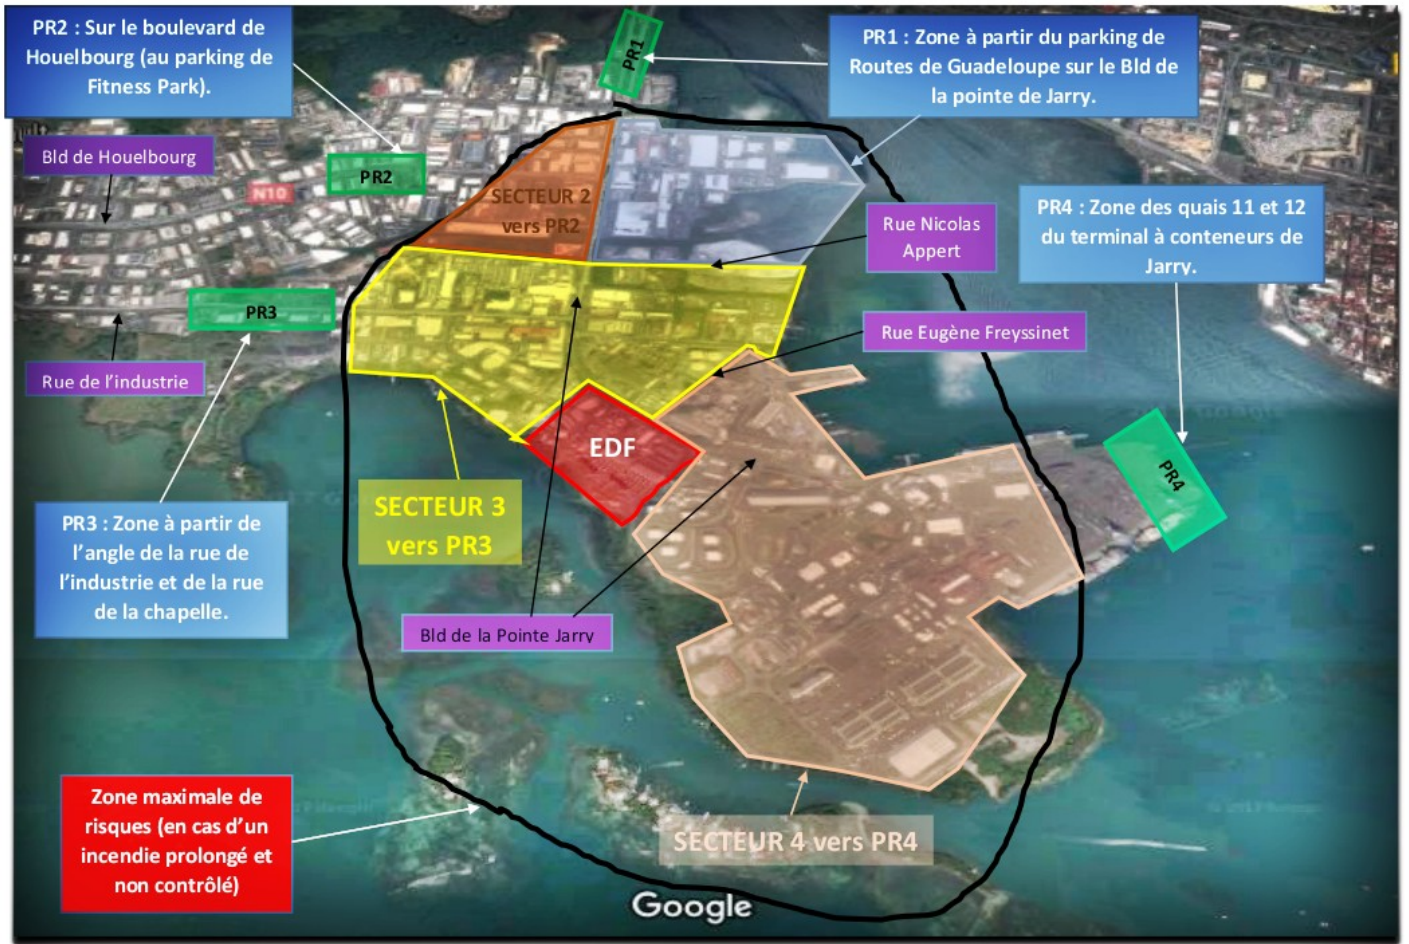 PR2 : Sur le boulevard de
Houelbourg (au parking de
Fitness Park).
PR1
PR1 : Zone à partir du parking de
Routes de Guadeloupe sur le Bld de
la pointe de Jarry.
Bld de Houelbourg
PR2
N10
SECTEUR 2
vers PR2
Rue Nicolas
Appert
PR4 : Zone des quais 11 et 12
du terminal à conteneurs de
Jarry.
PR3
Rue Eugène Freyssinet
Rue de l’industrie
EDF
PR4
SECTEUR 3
vers PR3
PR3 : Zone à partir de
l’angle de la rue de
l’industrie et de la rue
de la chapelle.
Bld de la Pointe Jarry
Zone maximale de
risques (en cas d’un
incendie prolongé et
non contrôlé)
SECTEUR 4 vers PR4
Google